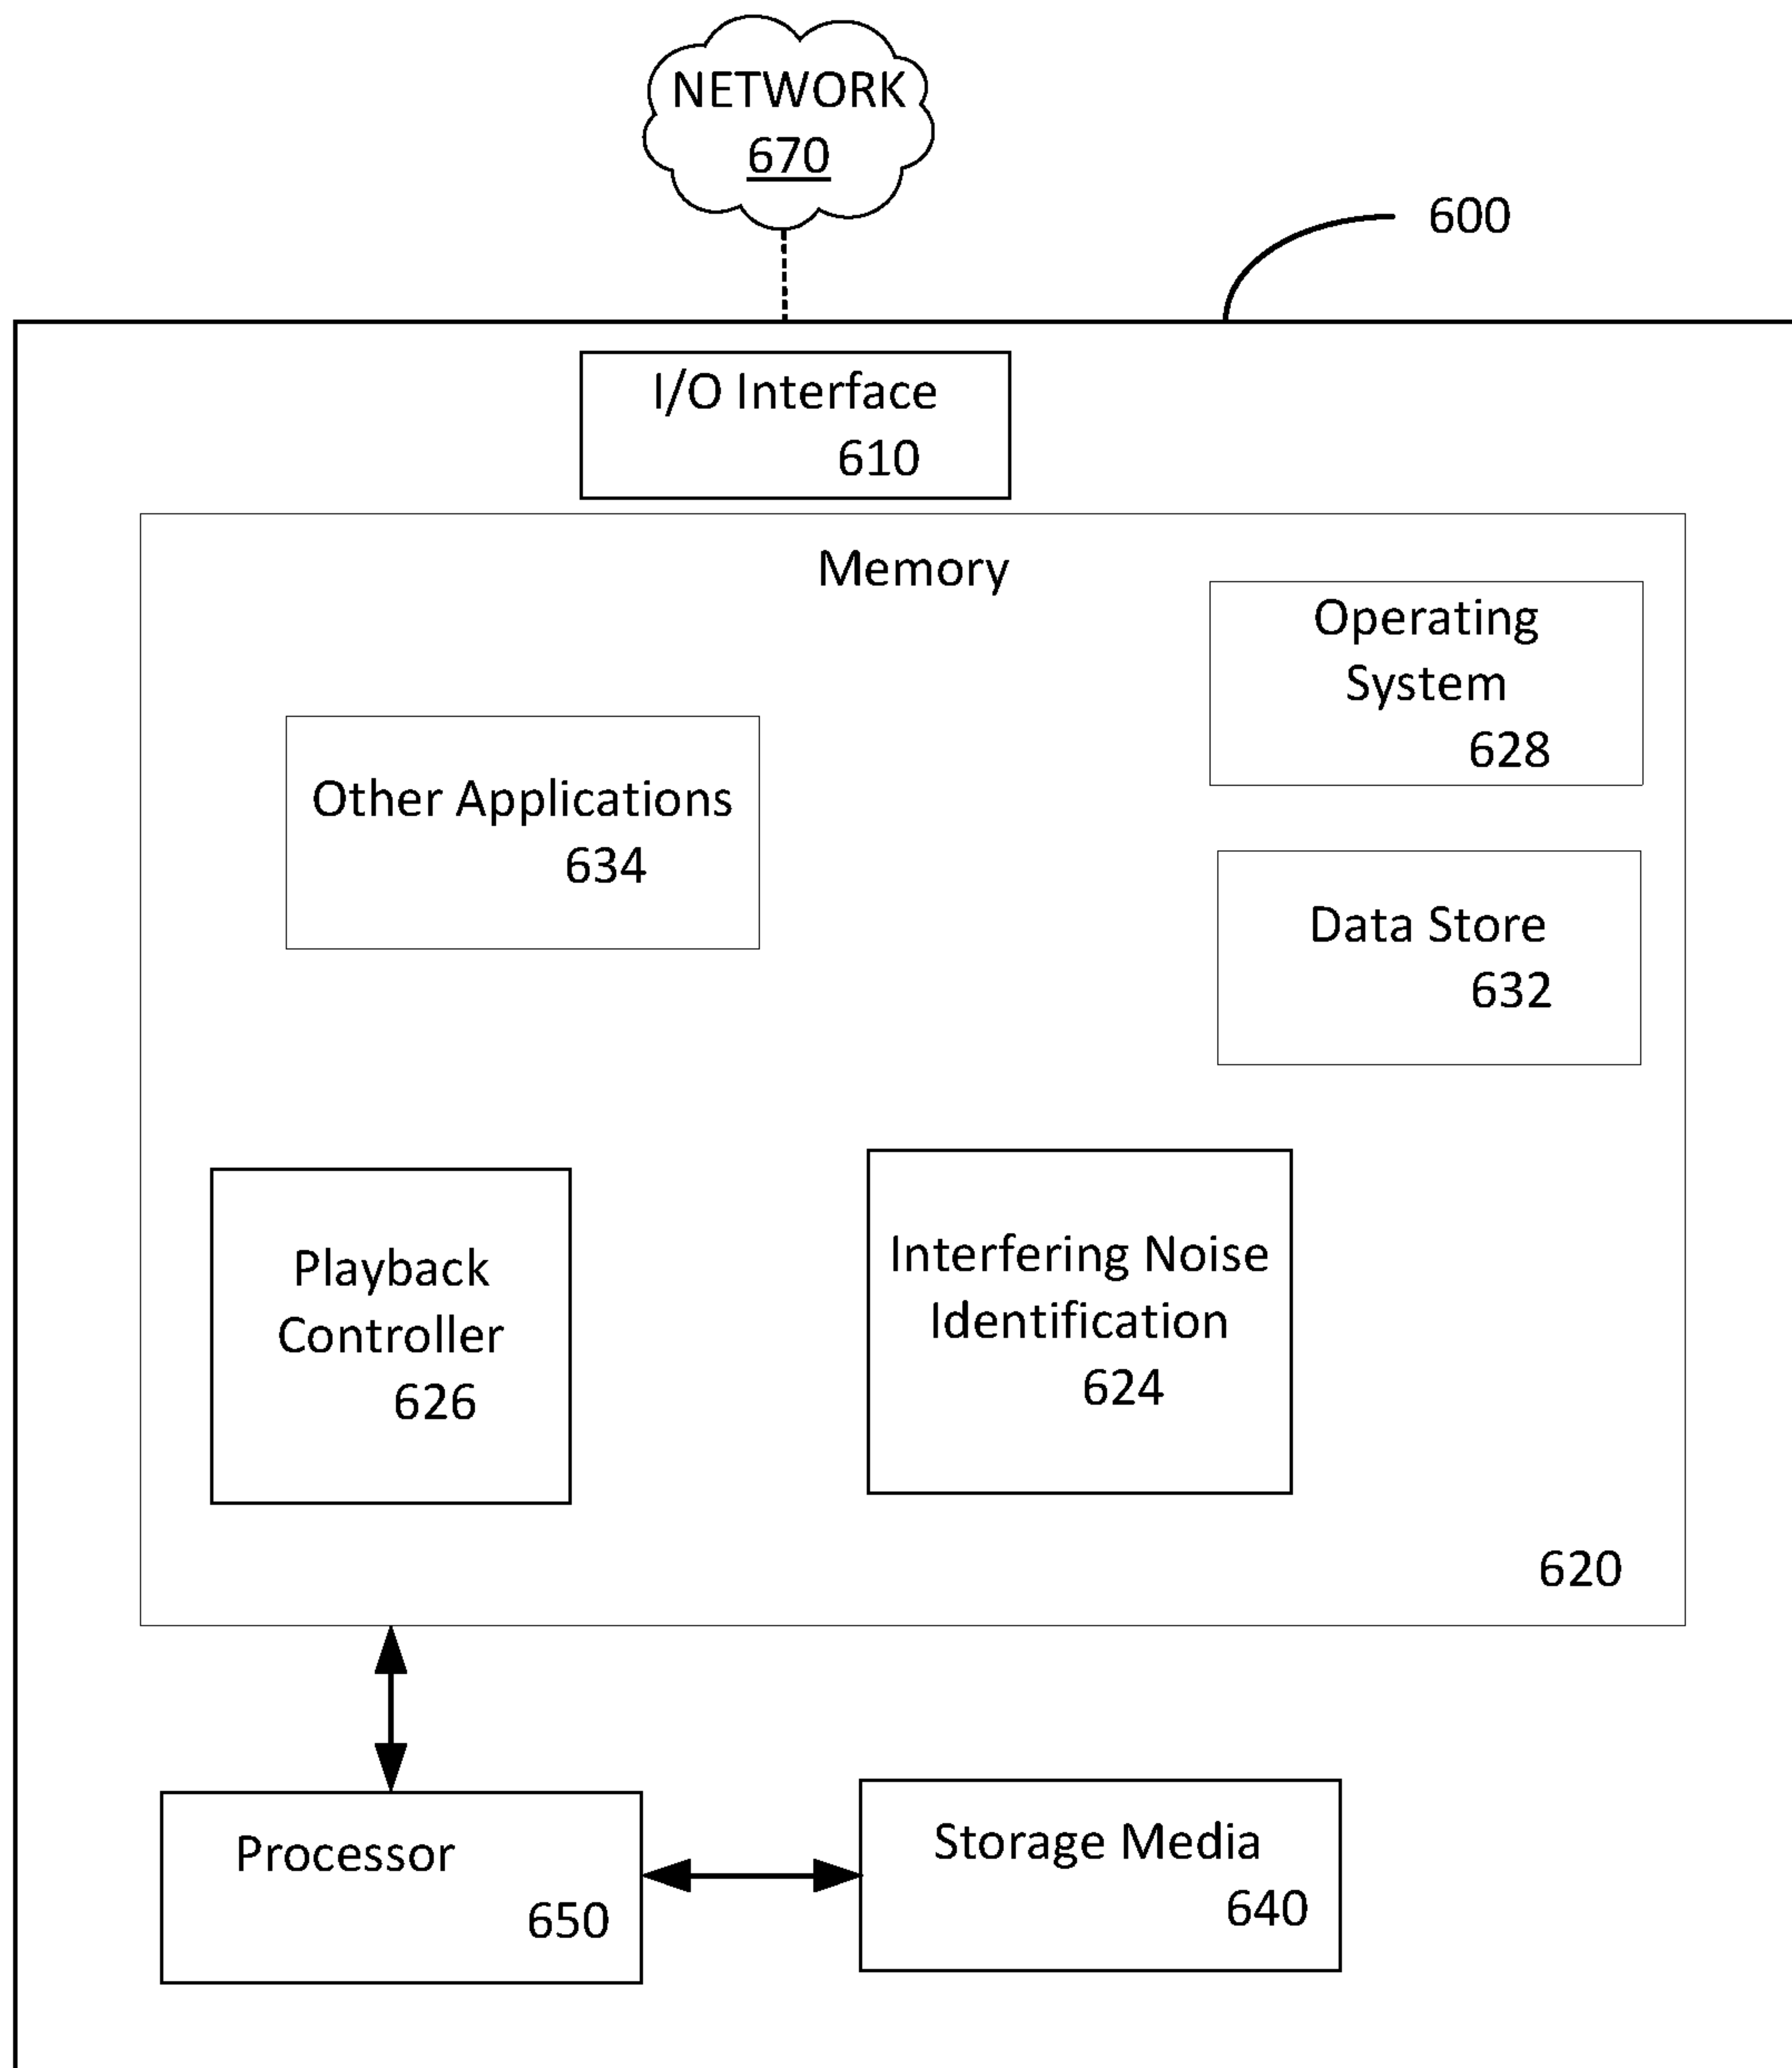 NETWORK
670
600
I/O Interface
610
Memory
Operating
System
628
Other Applications
634
Data Store
632
Playback
Controller
626
Interfering Noise
Identification
624
620
Processor
650
Storage Media
640